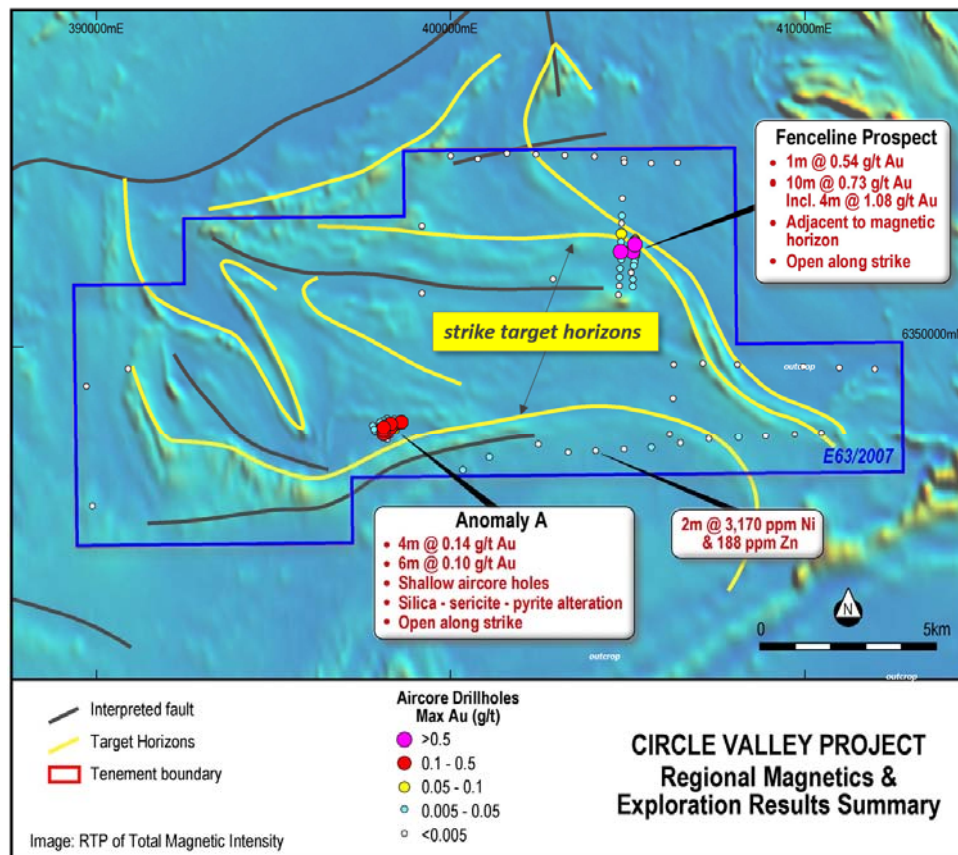 390000mE
400000mE
410000mE
Fenceline Prospect
• 1m @ 0.54 g/t Au
• 10m @ 0.73 g/t Au
Incl. 4m @ 1.08 g/t Au
• Adjacent to magnetic
horizon
• Open along strike
strike target horizons
6350000m
outcrop
E63/2007
Anomaly A
• 4m @ 0.14 g/t Au
• 6m @ 0.10 g/t Au
• Shallow aircore holes
• Silica - sericite - pyrite alteration
• Open along strike
2m @ 3,170 ppm Ni
& 188 ppm Zn
N
0 5km
outcrop
outcrop
Interpreted fault
Target Horizons
Tenement boundary
Image: RTP of Total Magnetic Intensity
Aircore Drillholes
Max Au (g/t)
>0.5
0.1 - 0.5
0.05 - 0.1
0.005 - 0.05
<0.005
CIRCLE VALLEY PROJECT
Regional Magnetics &
Exploration Results Summary